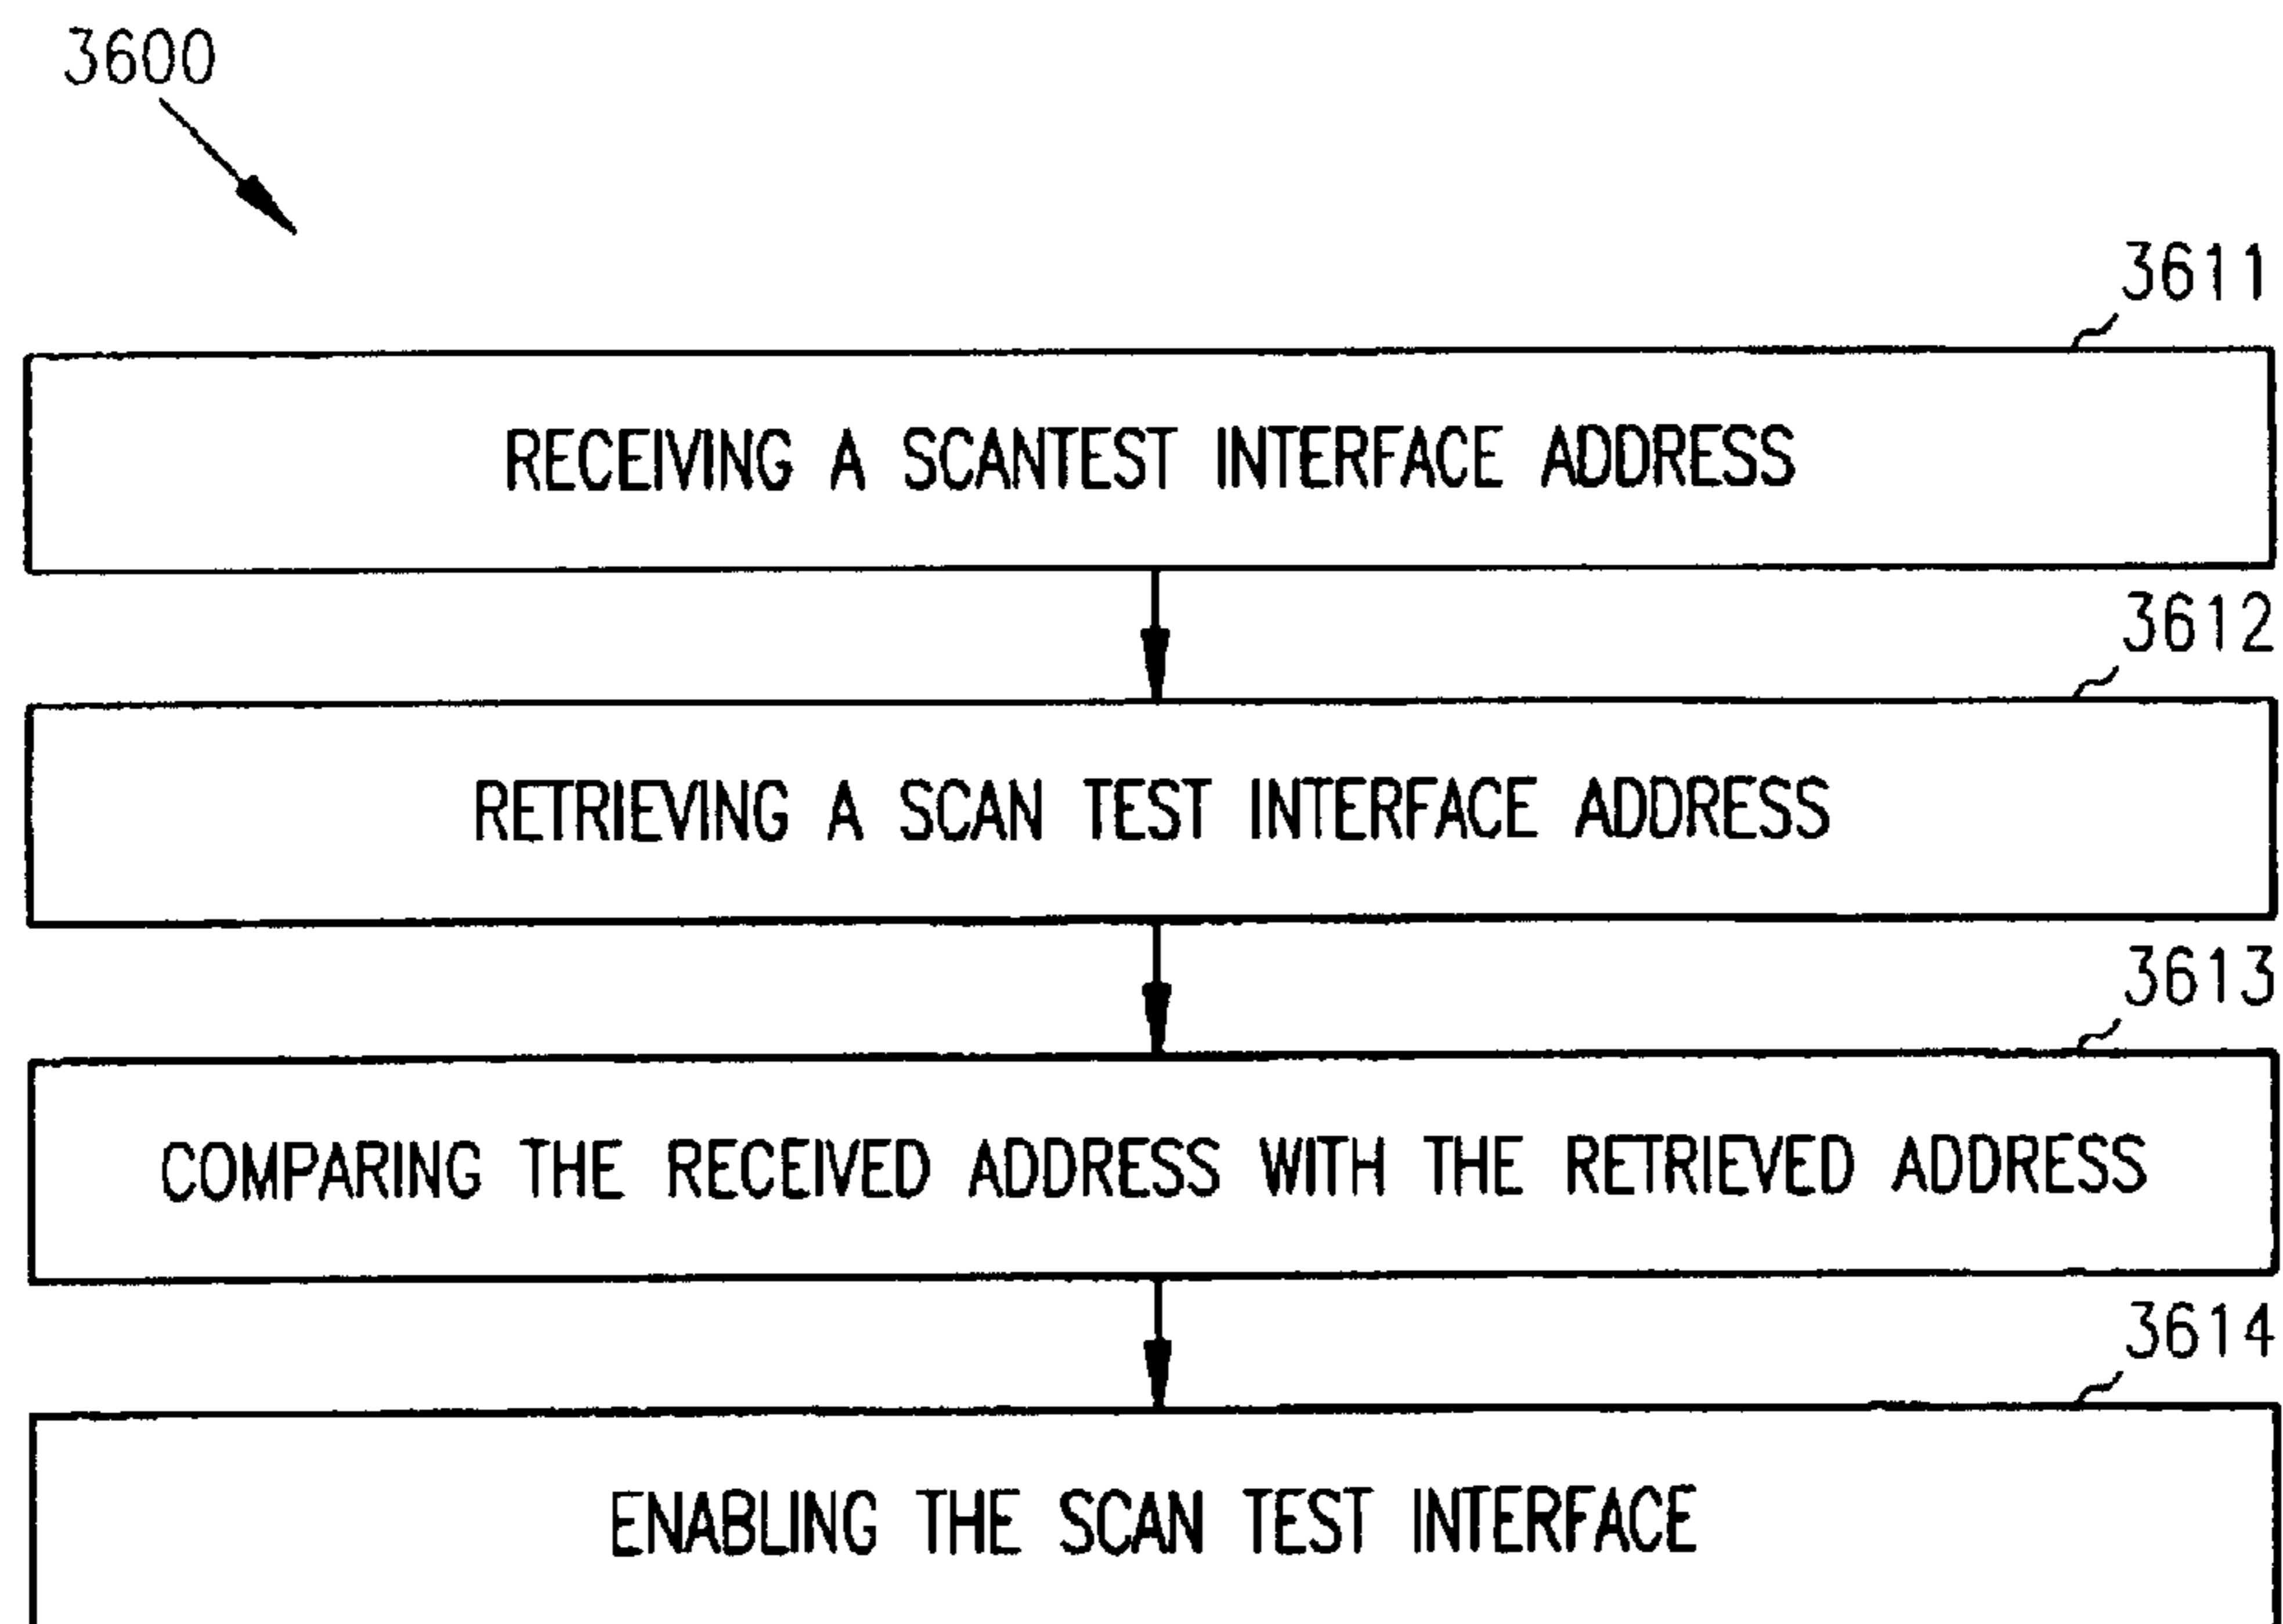 3600
3611
RECEIVING A SCANTEST INTERFACE ADDRESS
3612
RETRIEVING A SCAN TEST INTERFACE ADDRESS
3613
COMPARING THE RECEIVED ADDRESS WITH THE RETRIEVED ADDRESS
3614
ENABLING THE SCAN TEST INTERFACE